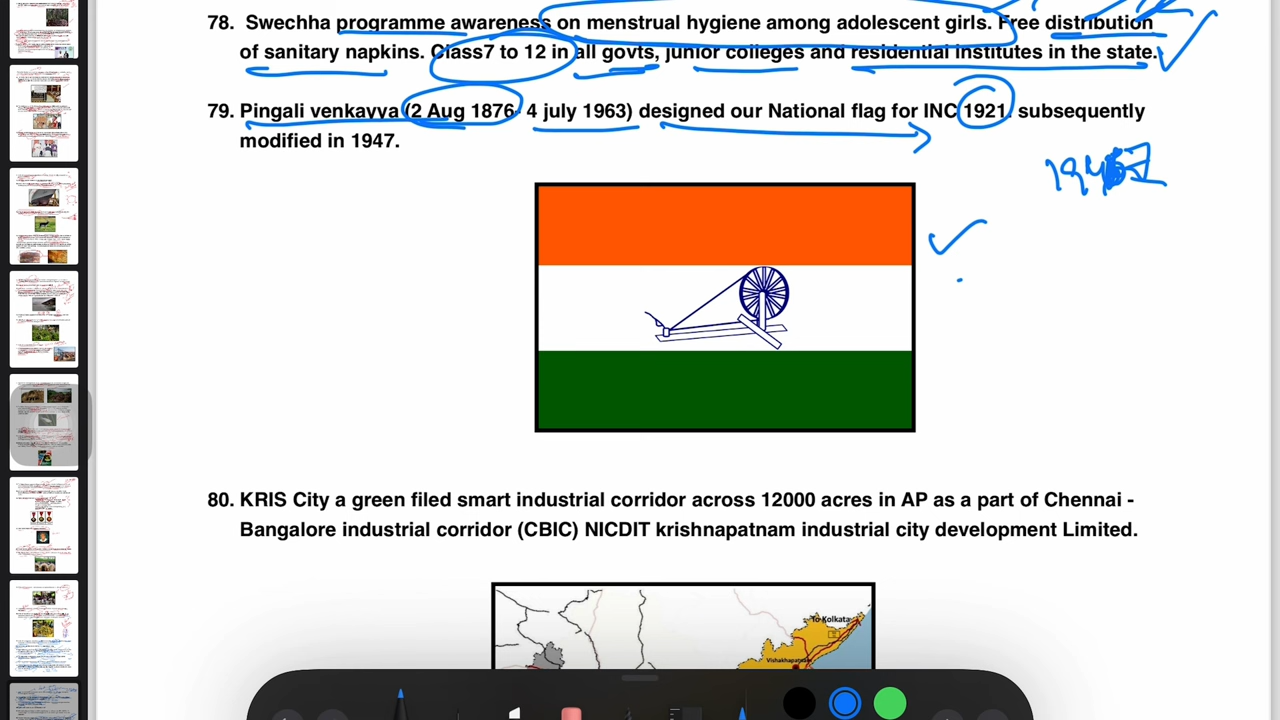 78. Swechha programme awareness on menstrual hygiene among adolescant girls. Free distribution
of sanitary napkins. Class7 to 12 in all govts, junior colleges and residential institutes in the state.
79. Pingali venkayya (2 Aug 1876- 4 july 1963) designed our National flag for INC 1921. subsequently
modified in 1947.
80. KRIS City a green filed smart industrial corridor across 12000 acres in AP as a part of Chennai -
Bangalore industrial corridor (CBIC) NICDIT krishnapatnam industrial city development Limited.
To Kolkata